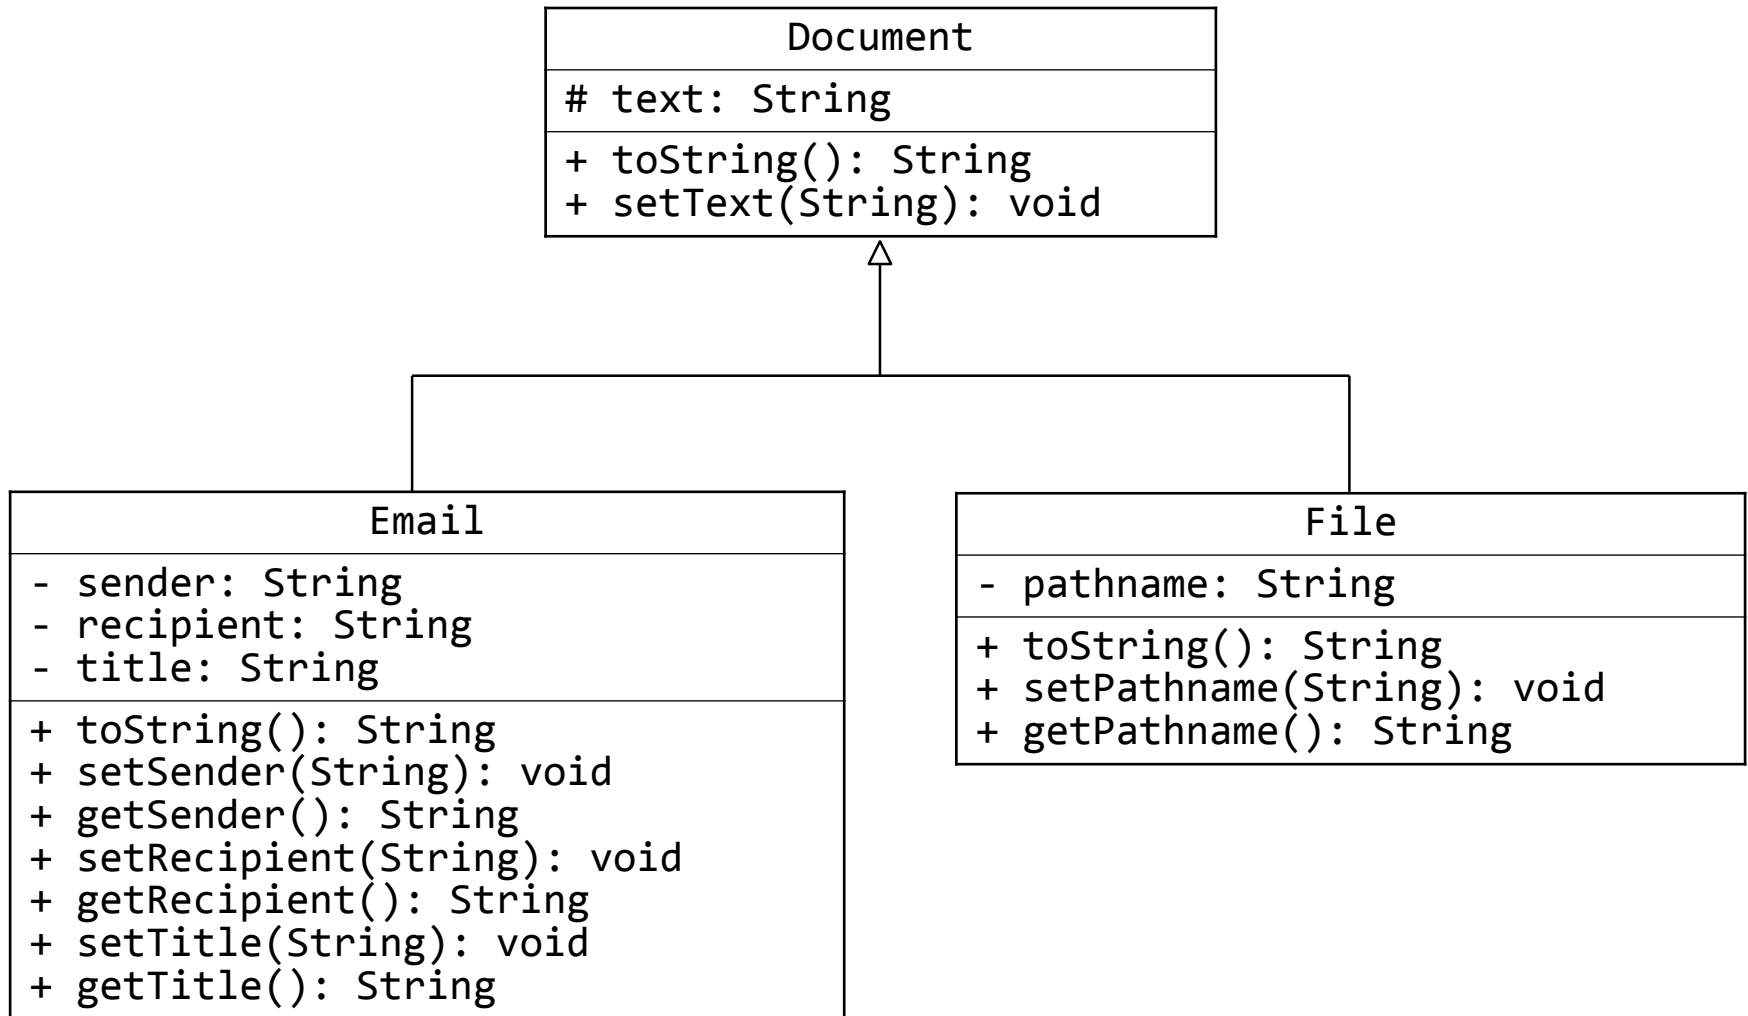 Document
# text: String
+ toString(): String
+ setText(String): void
Email
- sender: String
- recipient: String
- title: String
+ toString(): String
+ setSender(String): void
+ getSender(): String
+ setRecipient(String): void
+ getRecipient(): String
+ setTitle(String): void
+ getTitle(): String
File
- pathname: String
+ toString(): String
+ setPathname(String): void
+ getPathname(): String